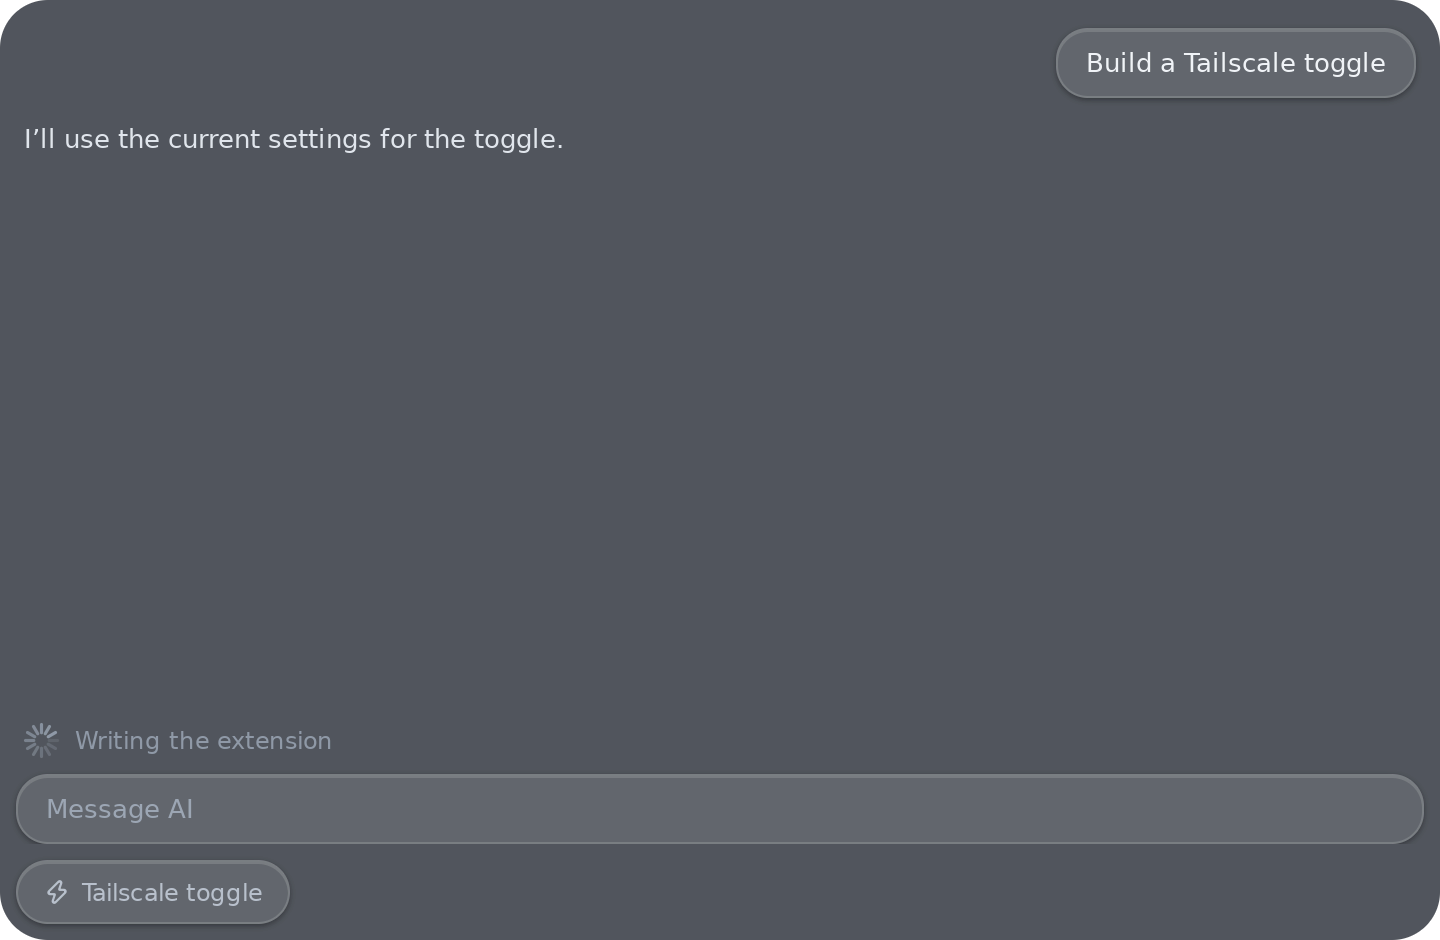 Build a Tailscale toggle
I’ll use the current settings for the toggle.
Writing the extension
Message AI
Tailscale toggle